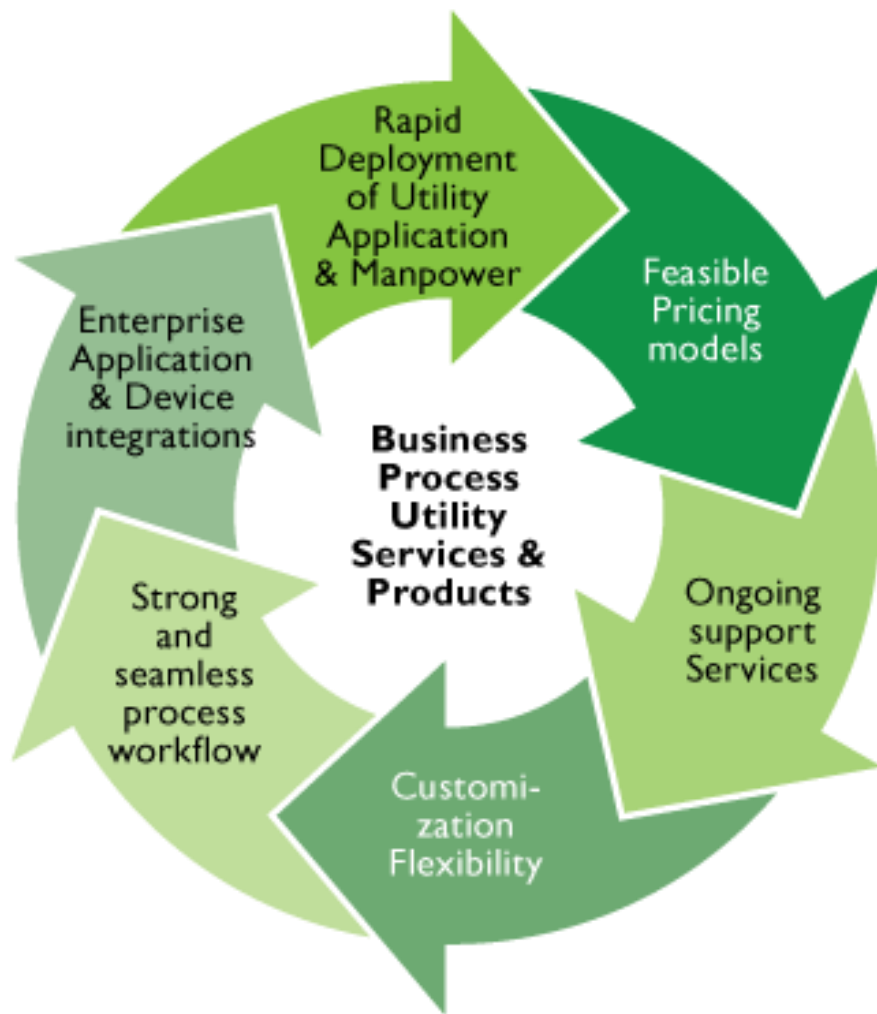 Rapid
Deployment
of Utility
Application
& Manpower
Feasible
Pricing
models
Ongoing
support
Services
Customi-
zation
Flexibility
Strong
and
seamless
process
workflow
Enterprise
Application
& Device
integrations
Business
Process
Utility
Services &
Products